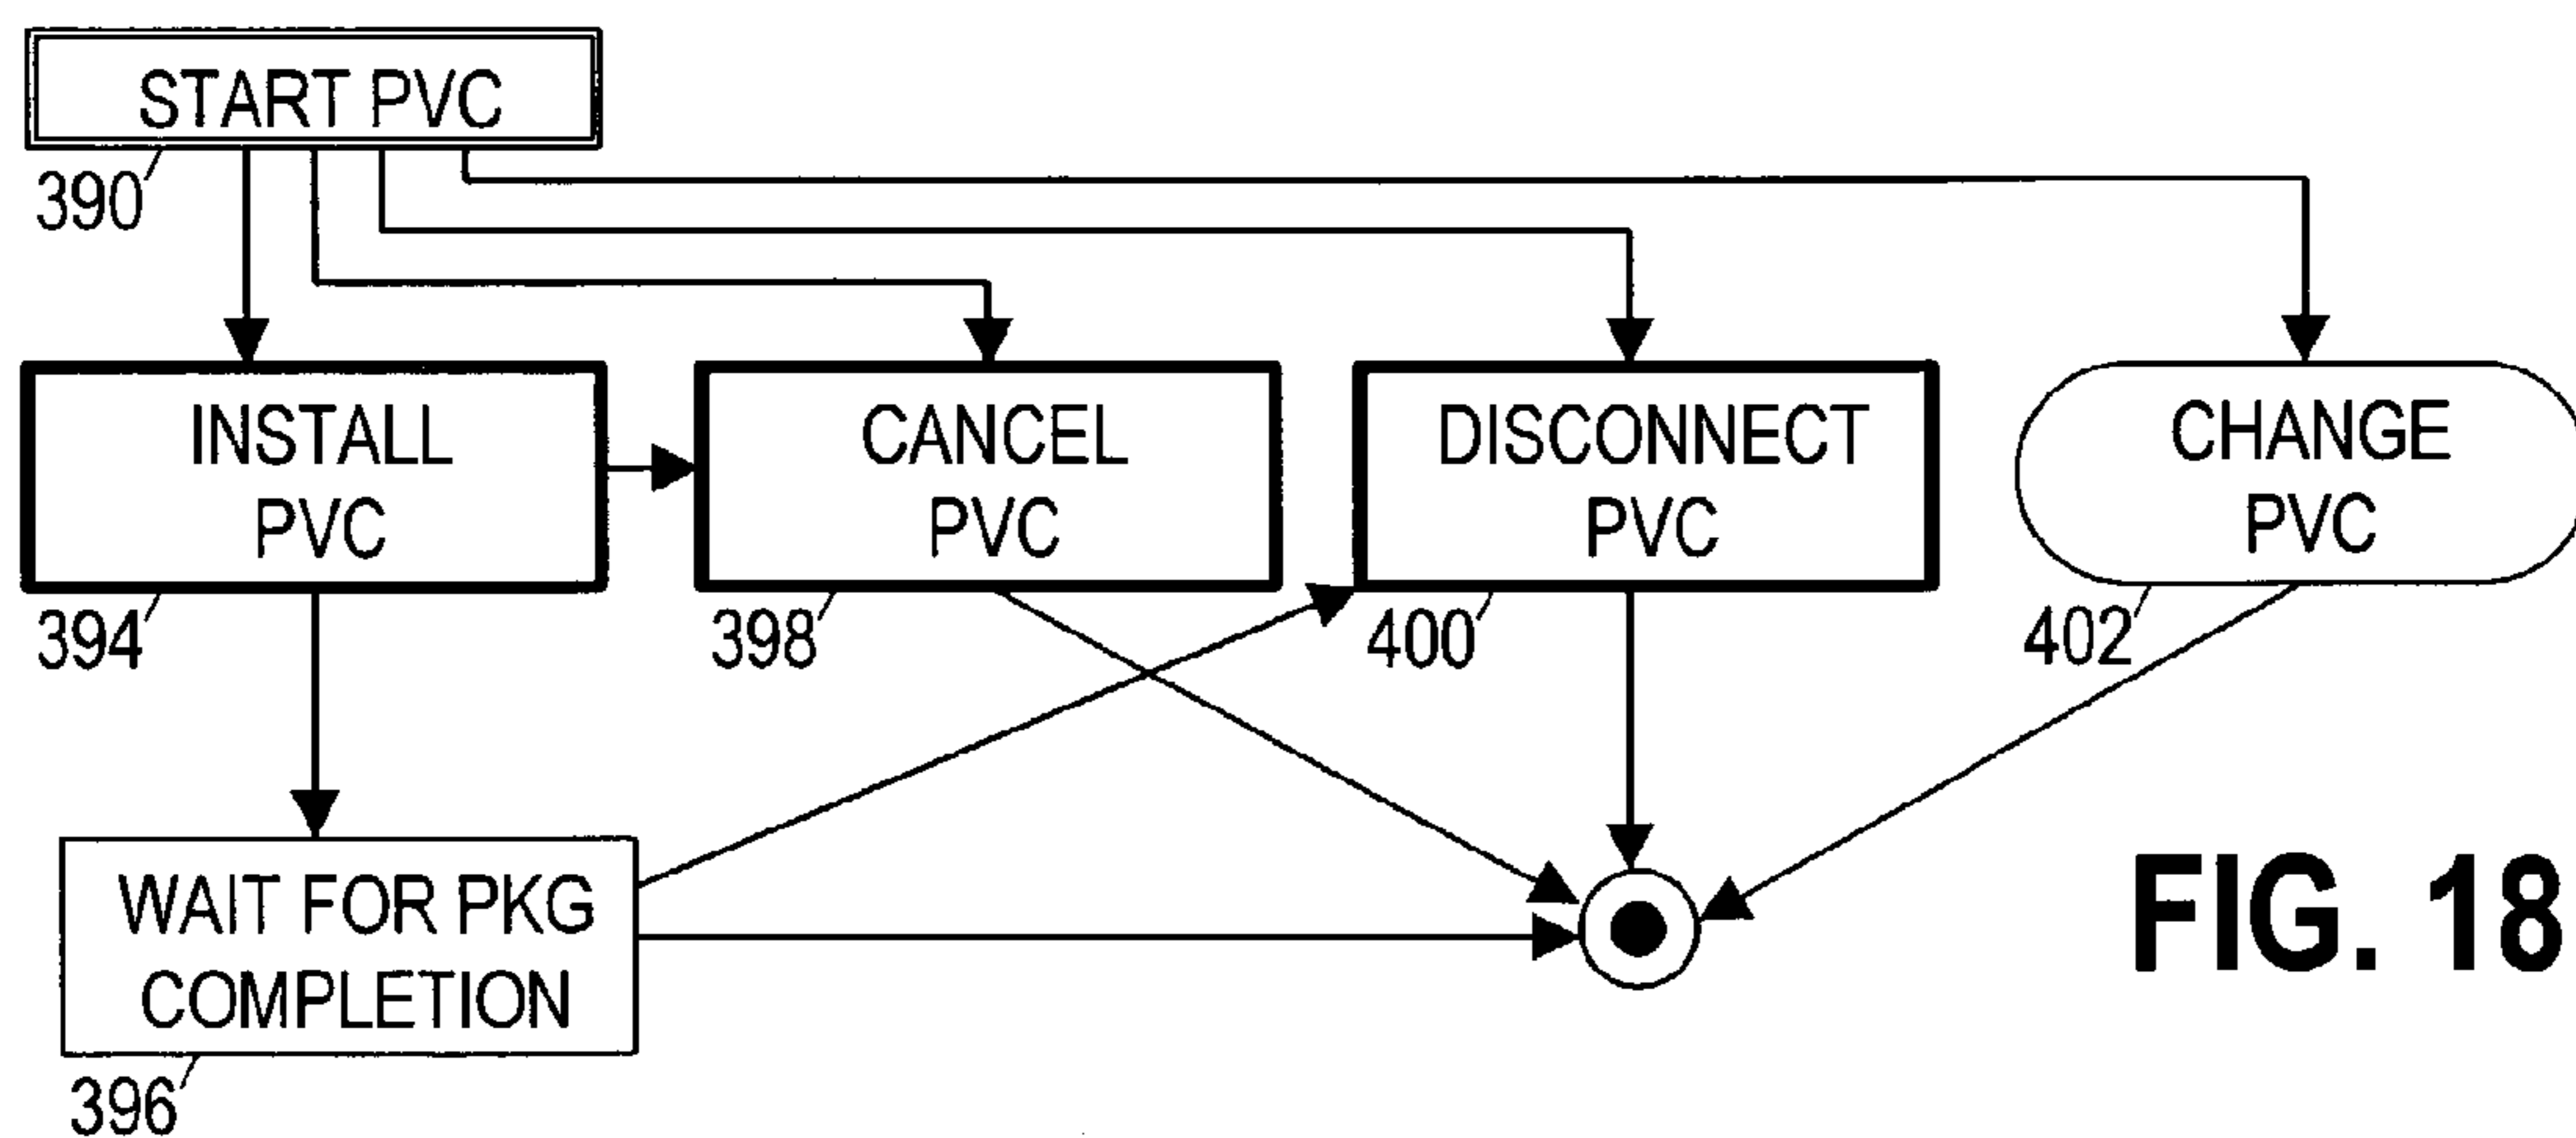 START PVC
390
INSTALL
PVC
394
CANCEL
PVC
398
DISCONNECT
PVC
400
CHANGE
PVC
402
WAIT FOR PKG
COMPLETION
396
FIG. 18